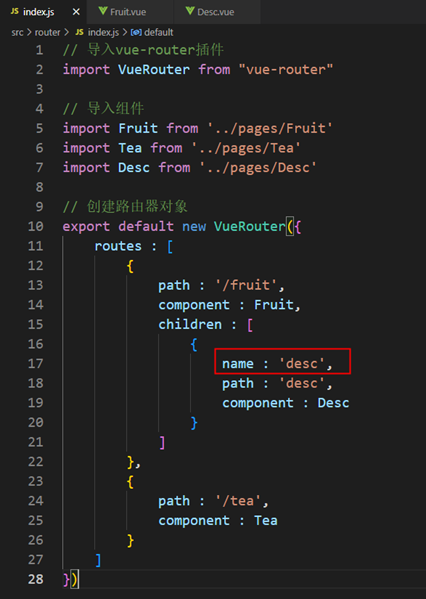 index.js × Fruit.vue Desc.vue
src > router > JS index.js > default
1 // 导入vue-router插件
2 import VueRouter from "vue-router"
3
4 // 导入组件
5 import Fruit from '../pages/Fruit'
6 import Tea from '../pages/Tea'
7 import Desc from '../pages/Desc'
8
9 // 创建路由器对象
10 export default new VueRouter({
11     routes : [
12         {
13             path : '/fruit',
14             component : Fruit,
15             children : [
16                 {
17                     name : 'desc',
18                     path : 'desc',
19                     component : Desc
20                 }
21             ]
22         },
23         {
24             path : '/tea',
25             component : Tea
26         }
27     ]
28 })